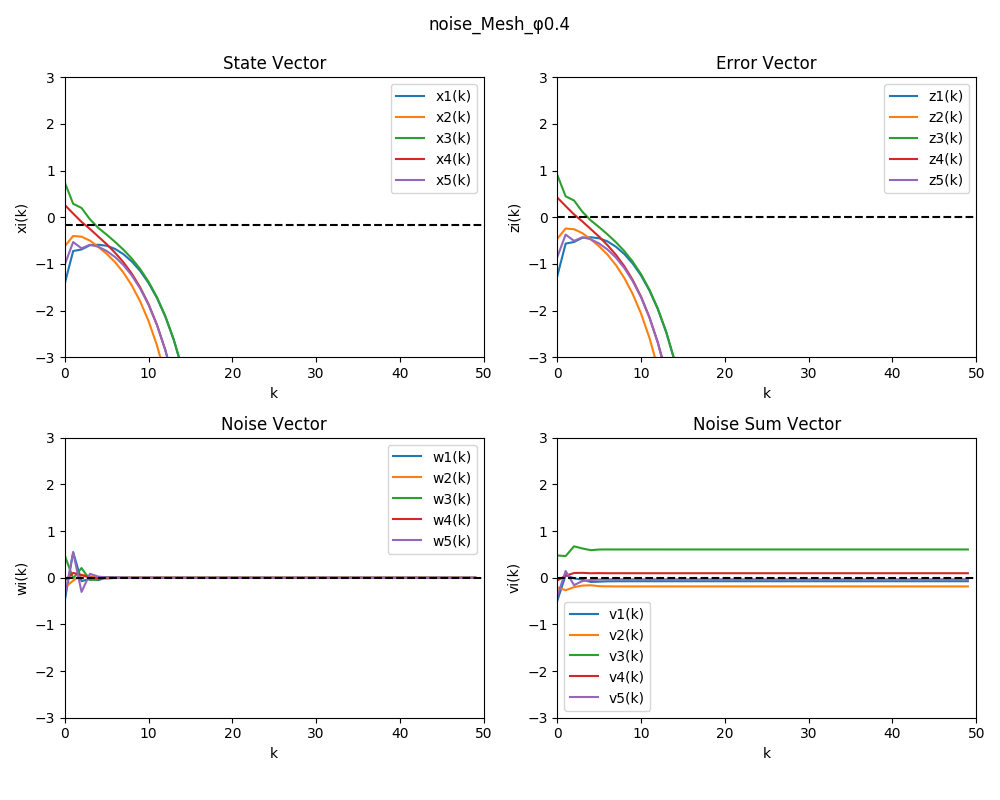 noise_Mesh_φ0.4
State Vector
xi(k)
3
2
1
0
−1
−2
−3
x1(k)
x2(k)
x3(k)
x4(k)
x5(k)
0 10 20 30 40 50
k
Error Vector
zi(k)
3
2
1
0
−1
−2
−3
z1(k)
z2(k)
z3(k)
z4(k)
z5(k)
0 10 20 30 40 50
k
Noise Vector
wi(k)
3
2
1
0
−1
−2
−3
w1(k)
w2(k)
w3(k)
w4(k)
w5(k)
0 10 20 30 40 50
k
Noise Sum Vector
vi(k)
3
2
1
0
−1
−2
−3
v1(k)
v2(k)
v3(k)
v4(k)
v5(k)
0 10 20 30 40 50
k